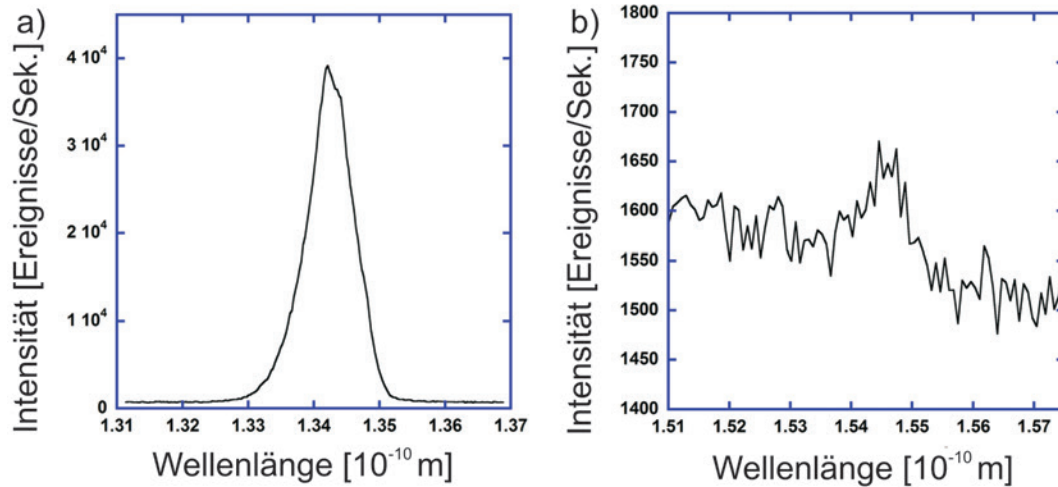 a)
Intensität [Ereignisse/Sek.]
4 10⁴
3 10⁴
2 10⁴
1 10⁴
0
1.31 1.32 1.33 1.34 1.35 1.36 1.37
Wellenlänge [10⁻¹⁰ m]
b)
Intensität [Ereignisse/Sek.]
1800
1750
1700
1650
1600
1550
1500
1450
1400
1.51 1.52 1.53 1.54 1.55 1.56 1.57
Wellenlänge [10⁻¹⁰ m]